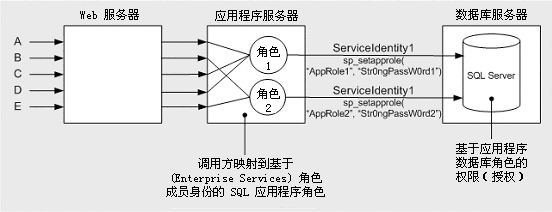 Web 服务器
应用程序服务器
数据库服务器
A
B
C
D
E
角色
1
角色
2
ServiceIdentity1
sp_setapprole(
“AppRole1”, “Str0ngPassW0rd1”)
ServiceIdentity1
sp_setapprole(
“AppRole2”, “Str0ngPassW0rd2”)
SQL Server
调用方映射到基于
(Enterprise Services) 角色
成员身份的 SQL 应用程序角色
基于应用程序
数据库角色的
权限(授权)